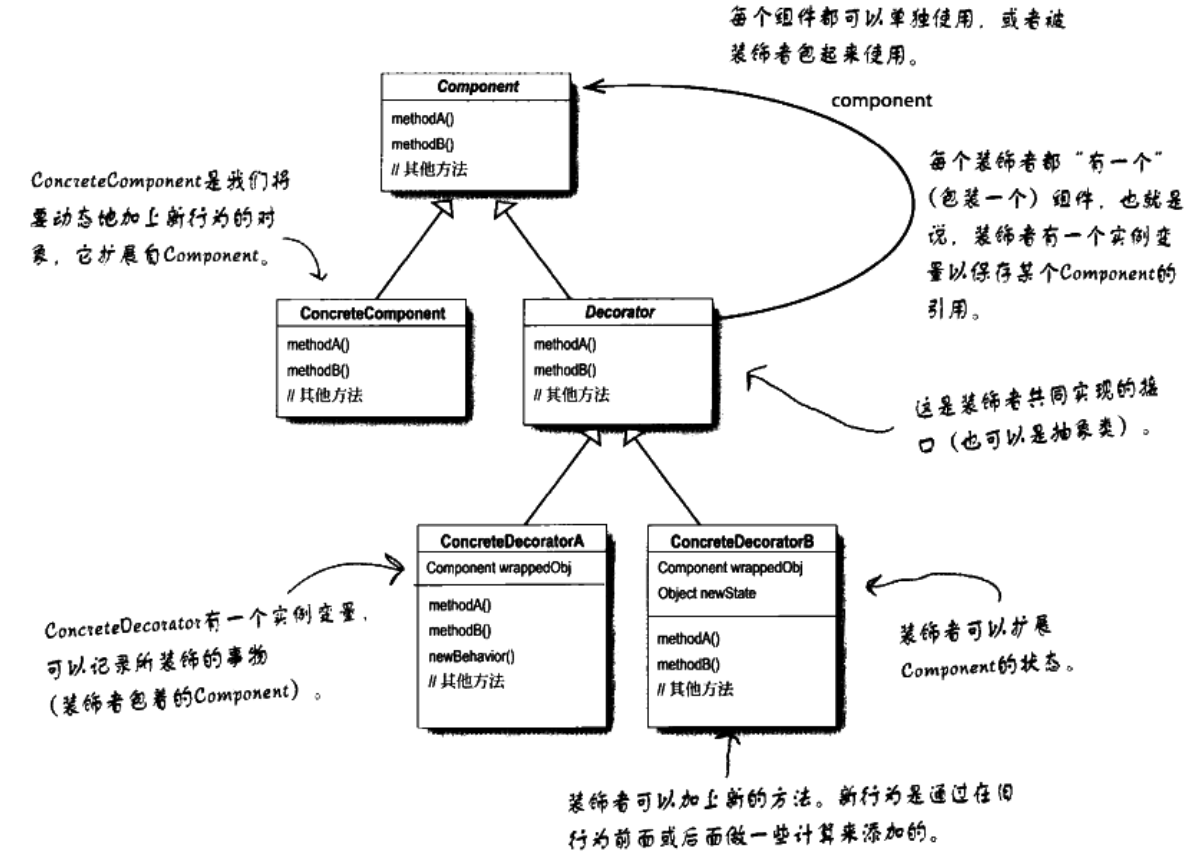 每个组件都可以单独使用，或者被
装饰者包起来使用。
Component
methodA()
methodB()
// 其他方法
component
ConcreteComponent是我们将
要动态地加上新行为的对
象，它扩展自Component。
每个装饰者都“有一个”
(包装一个）组件，也就是
说，装饰者有一个实例变
量以保存某个Component的
引用。
ConcreteComponent
methodA()
methodB()
// 其他方法
Decorator
methodA()
methodB()
// 其他方法
这是装饰者共同实现的接
口（也可以是抽象类）。
ConcreteDecoratorA
Component wrappedObj
methodA()
methodB()
newBehavior()
// 其他方法
ConcreteDecoratorB
Component wrappedObj
Object newState
methodA()
methodB()
// 其他方法
ConcreteDecorator有一个实例变量，
可以记录所装饰的事物
（装饰者包着的Component）。
装饰者可以扩展
Component的状态。
装饰者可以加上新的方法。新行为是通过在旧
行为前面或后面做一些计算来添加的。